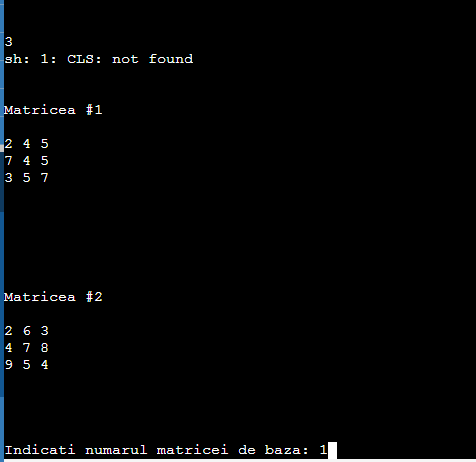 3
sh: 1: CLS: not found
Matricea #1
2 4 5
7 4 5
3 5 7
Matricea #2
2 6 3
4 7 8
9 5 4
Indicati numarul matricei de baza: 1